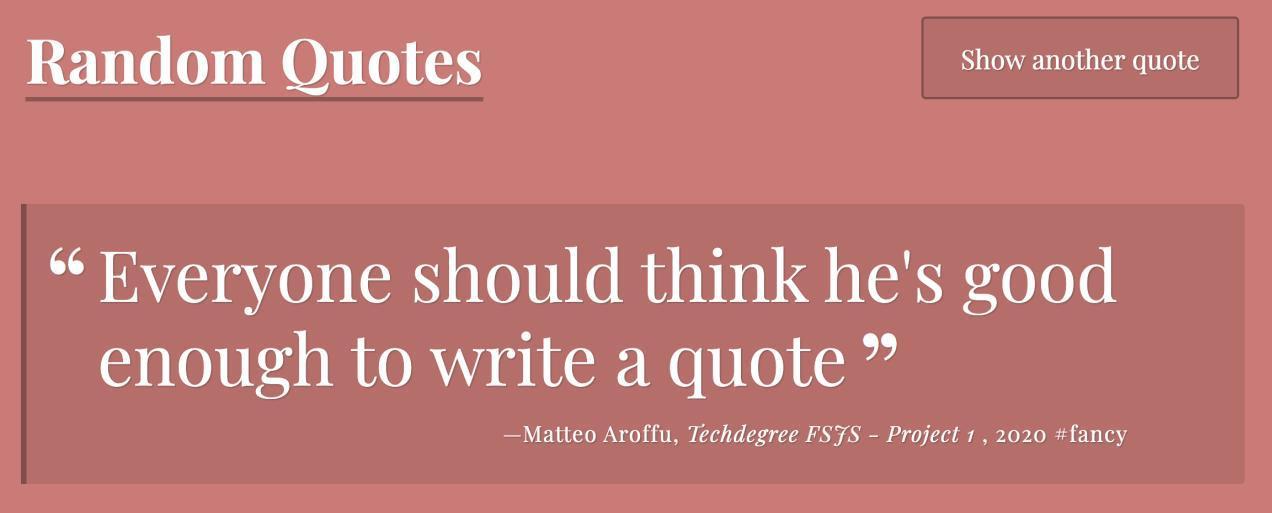 Random Quotes
Show another quote
“ Everyone should think he's good
enough to write a quote ”
—Matteo Aroffu, Techdegree FSJS - Project 1 , 2020 #fancy